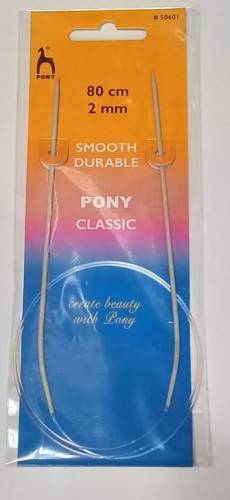 # 50601
PONY
80 cm
2 mm
SMOOTH
DURABLE
PONY
CLASSIC
create beauty
with Pony